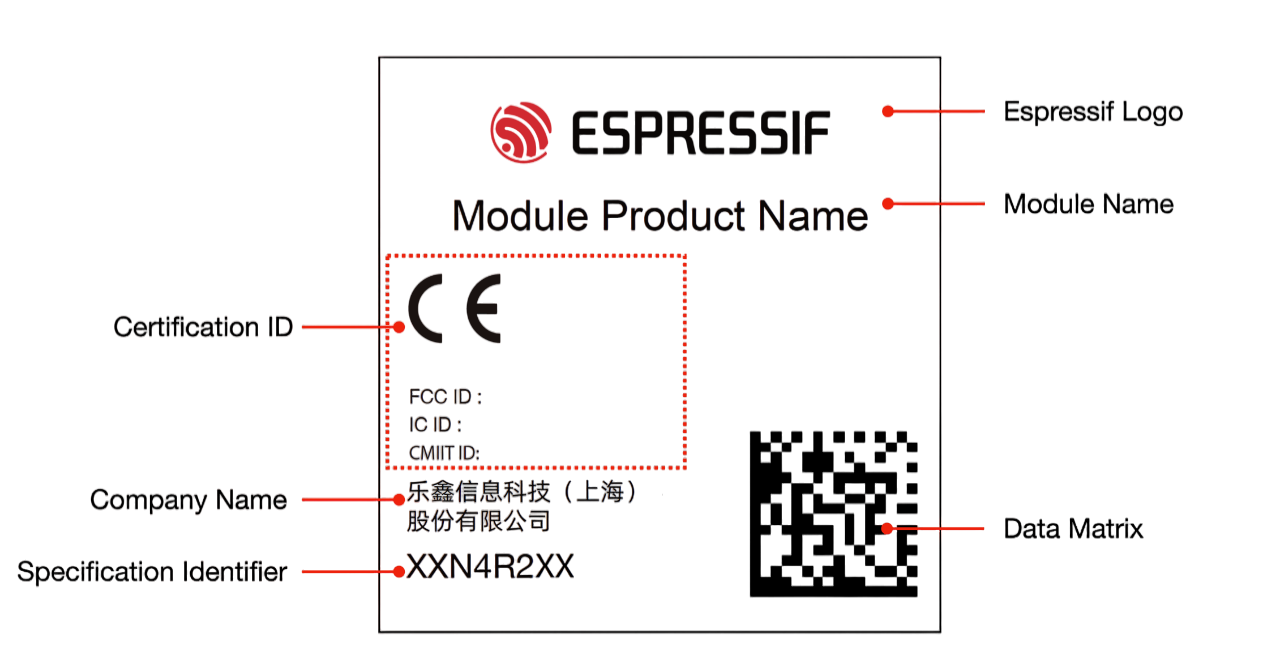 ESPRESSIF
Espressif Logo
Module Product Name
Module Name
CE
Certification ID
FCC ID :
IC ID :
CMIIT ID:
Company Name
乐鑫信息科技（上海）
股份有限公司
Data Matrix
Specification Identifier
XXN4R2XX